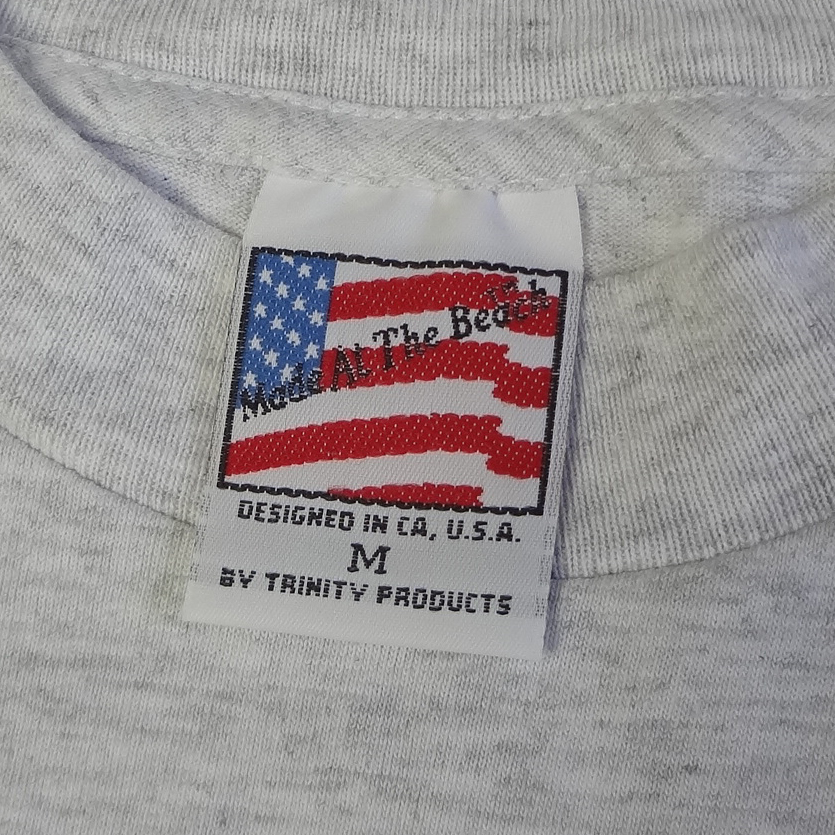 Made At The Beach
DESIGNED IN CA, U.S.A.
M
BY TRINITY PRODUCTS